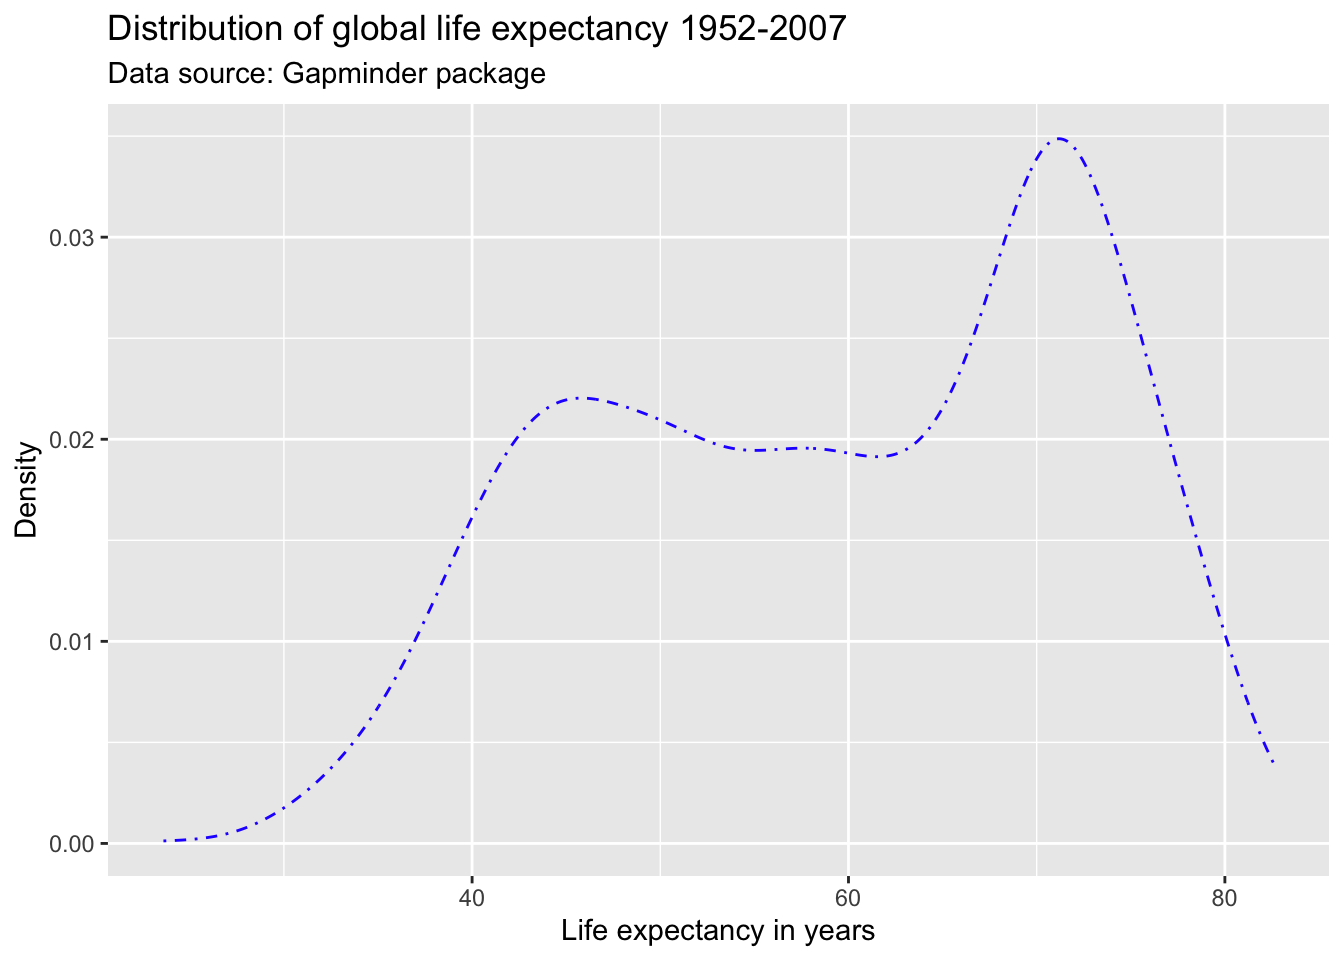 Distribution of global life expectancy 1952-2007
Data source: Gapminder package
Density
0.03
0.02
0.01
0.00
40 60 80
Life expectancy in years